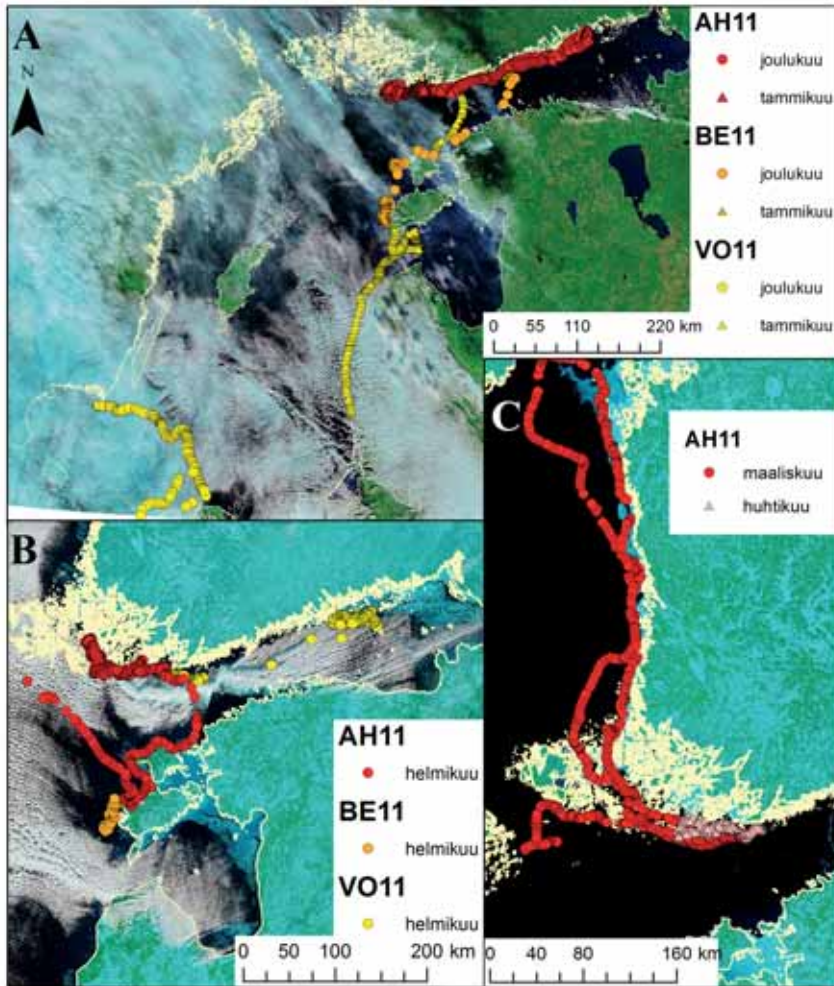 A
N
AH11
joulukuu
tammikuu
BE11
joulukuu
tammikuu
VO11
joulukuu
tammikuu
0 55 110 220 km
B
AH11
helmikuu
BE11
helmikuu
VO11
helmikuu
0 50 100 200 km
C
AH11
maaliskuu
huhtikuu
0 40 80 160 km